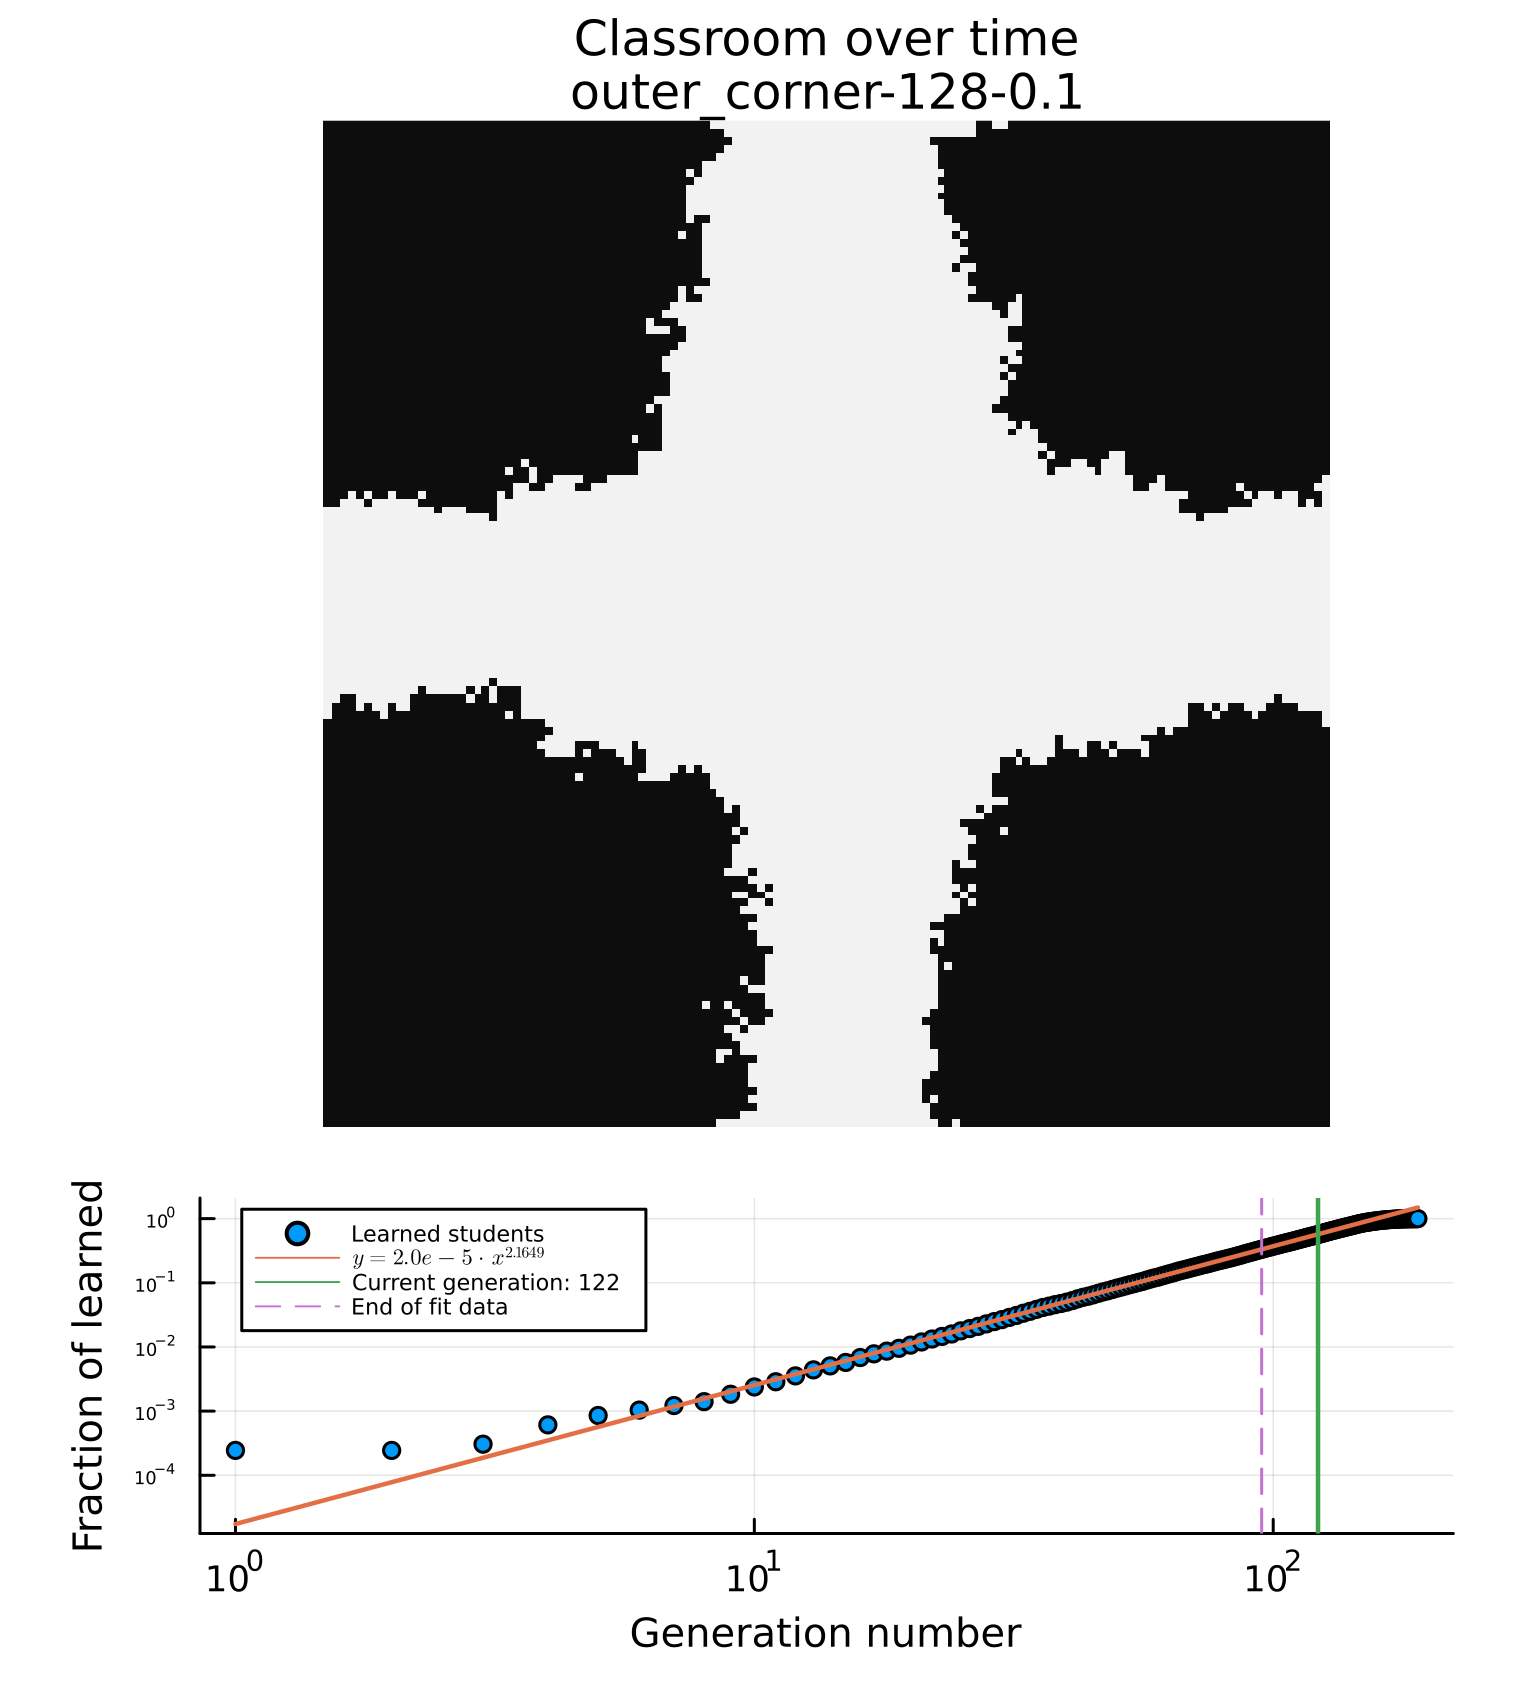 Classroom over time
outer_corner-128-0.1
Fraction of learned
10^0
10^-1
10^-2
10^-3
10^-4
Learned students
y = 2.0e − 5 · x^2.1649
Current generation: 122
End of fit data
10^0 10^1 10^2
Generation number